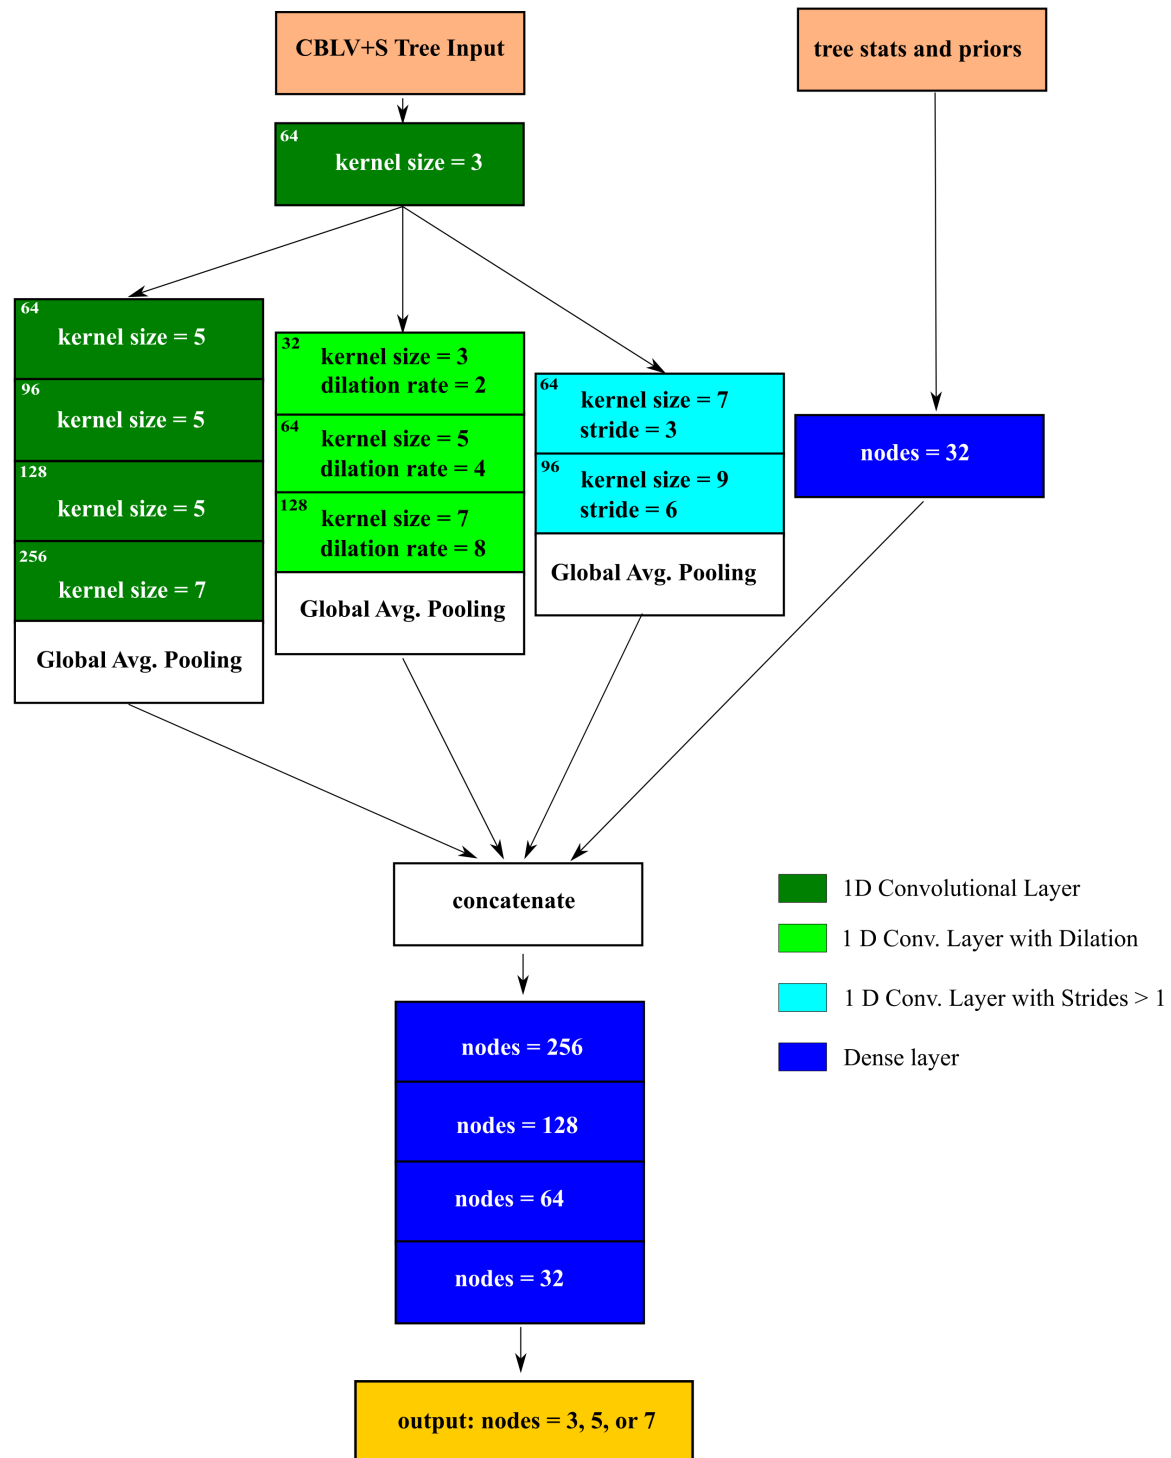 CBLV+S Tree Input
tree stats and priors
64
kernel size = 3
64
kernel size = 5
96
kernel size = 5
128
kernel size = 5
256
kernel size = 7
Global Avg. Pooling
32
kernel size = 3
dilation rate = 2
64
kernel size = 5
dilation rate = 4
128
kernel size = 7
dilation rate = 8
Global Avg. Pooling
64
kernel size = 7
stride = 3
96
kernel size = 9
stride = 6
Global Avg. Pooling
nodes = 32
concatenate
nodes = 256
nodes = 128
nodes = 64
nodes = 32
output: nodes = 3, 5, or 7
1D Convolutional Layer
1 D Conv. Layer with Dilation
1 D Conv. Layer with Strides > 1
Dense layer